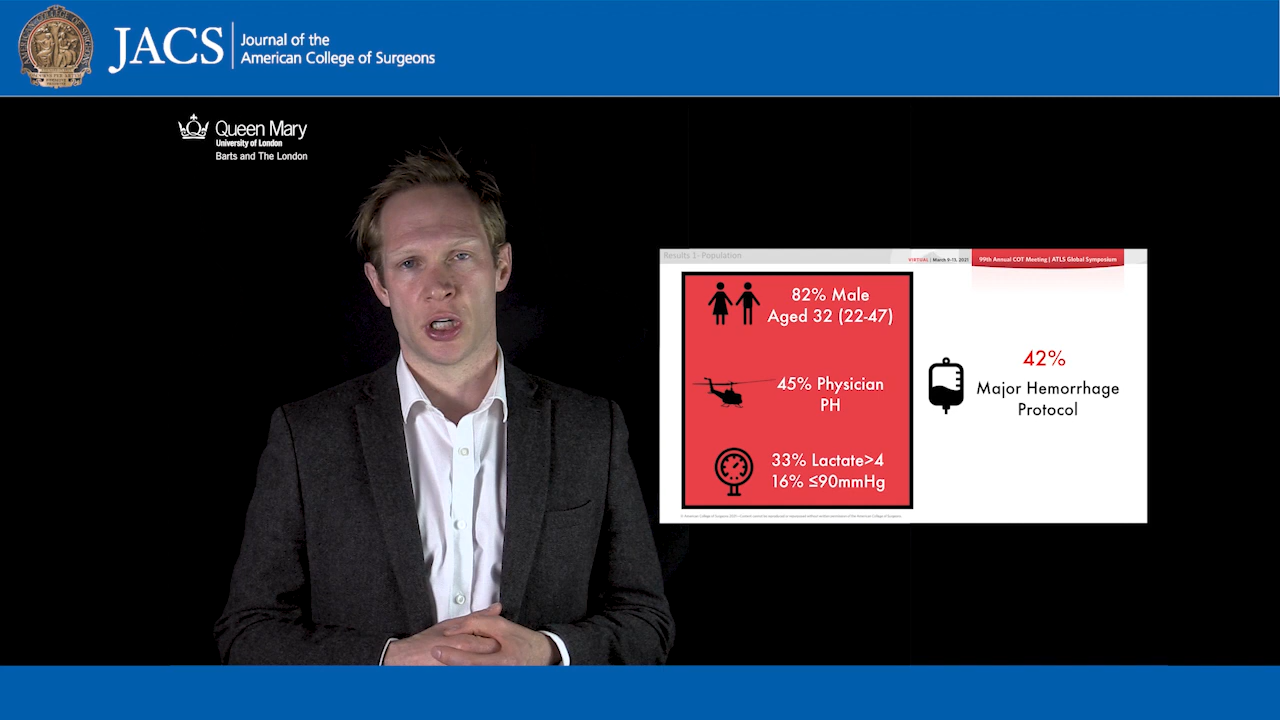 JACS
Journal of the
American College of Surgeons
Queen Mary
University of London
Barts and The London
Results 1- Population
VIRTUAL | March 9-13, 2021
99th Annual COT Meeting | ATLS Global Symposium
82% Male
Aged 32 (22-47)
45% Physician
PH
33% Lactate>4
16% ≤90mmHg
42%
Major Hemorrhage
Protocol